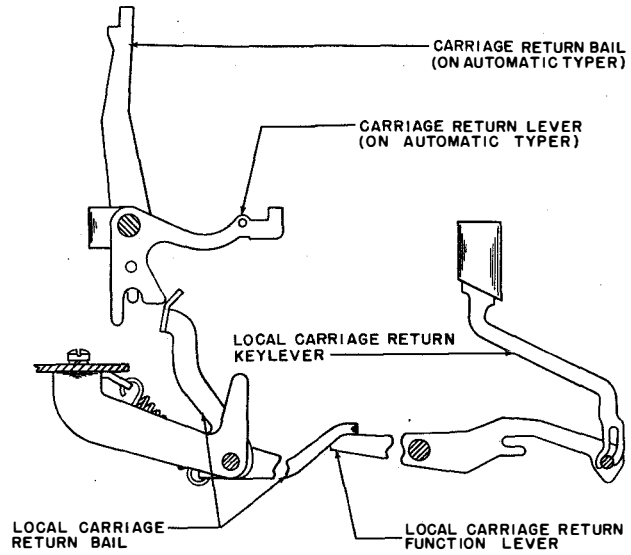 CARRIAGE RETURN BAIL
(ON AUTOMATIC TYPER)
CARRIAGE RETURN LEVER
(ON AUTOMATIC TYPER)
LOCAL CARRIAGE RETURN
KEYLEVER
LOCAL CARRIAGE
RETURN BAIL
LOCAL CARRIAGE RETURN
FUNCTION LEVER